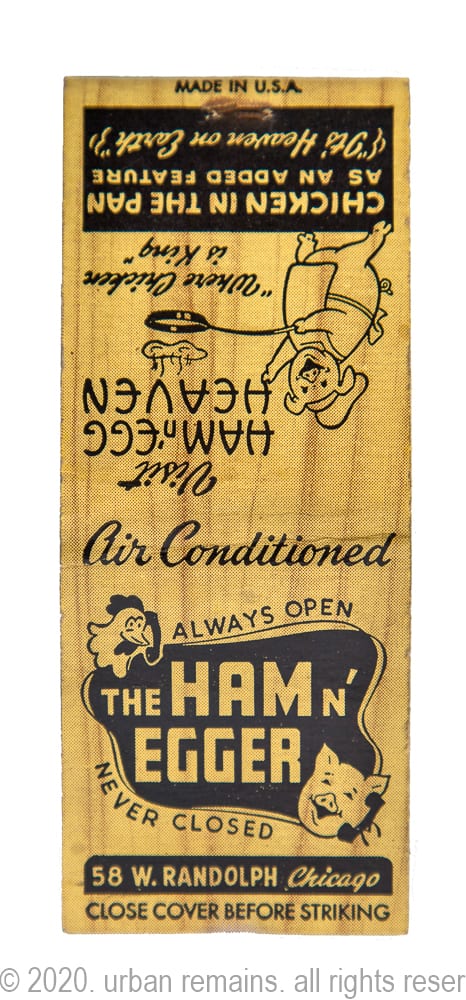 MADE IN U.S.A.
Visit
HAM n' EGG
HEAVEN
"Where Chicken
is King"
CHICKEN IN THE PAN
AS AN ADDED FEATURE
("Its Heaven on Earth")
Air Conditioned
ALWAYS OPEN
THE HAM N'
EGGER
NEVER CLOSED
58 W. RANDOLPH Chicago
CLOSE COVER BEFORE STRIKING
© 2020. urban remains. all rights reser